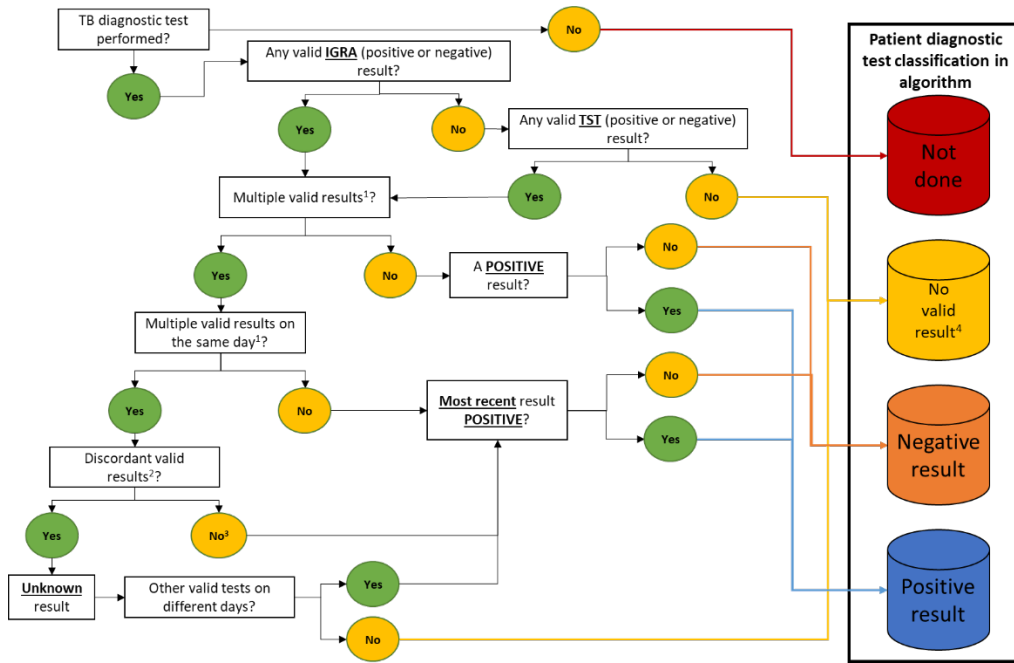 TB diagnostic test
performed?
No
Yes
Any valid IGRA (positive or negative)
result?
Yes
No
Any valid TST (positive or negative)
result?
Yes
No
Multiple valid results¹?
Yes
No
A POSITIVE
result?
No
Yes
Multiple valid results on
the same day¹?
Yes
No
Most recent result
POSITIVE?
No
Yes
Discordant valid
results²?
Yes
No³
Unknown
result
Other valid tests on
different days?
Yes
No
Patient diagnostic
test classification in
algorithm
Not
done
No
valid
result⁴
Negative
result
Positive
result